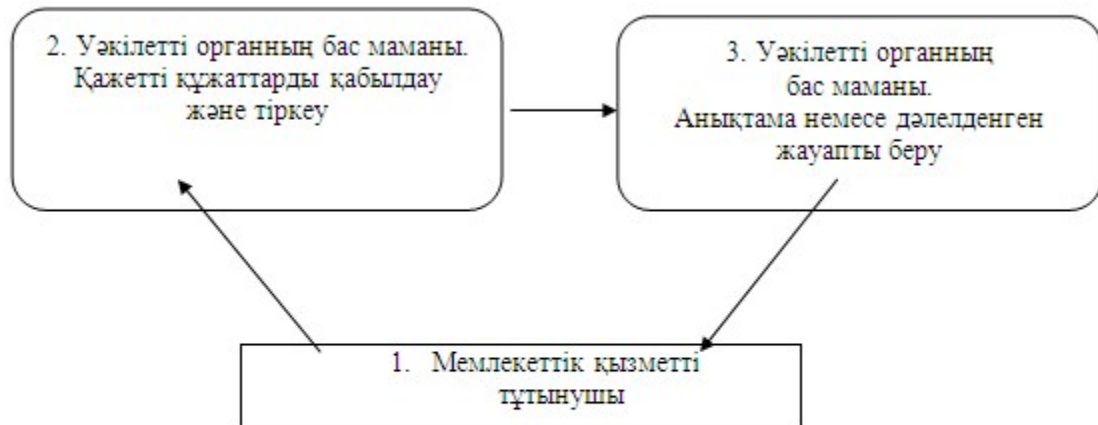 2. Уәкілетті органның бас маманы.
Қажетті құжаттарды қабылдау
және тіркеу
3. Уәкілетті органның
бас маманы.
Анықтама немесе дәлелденген
жауапты беру
1. Мемлекеттік қызметті
тұтынушы